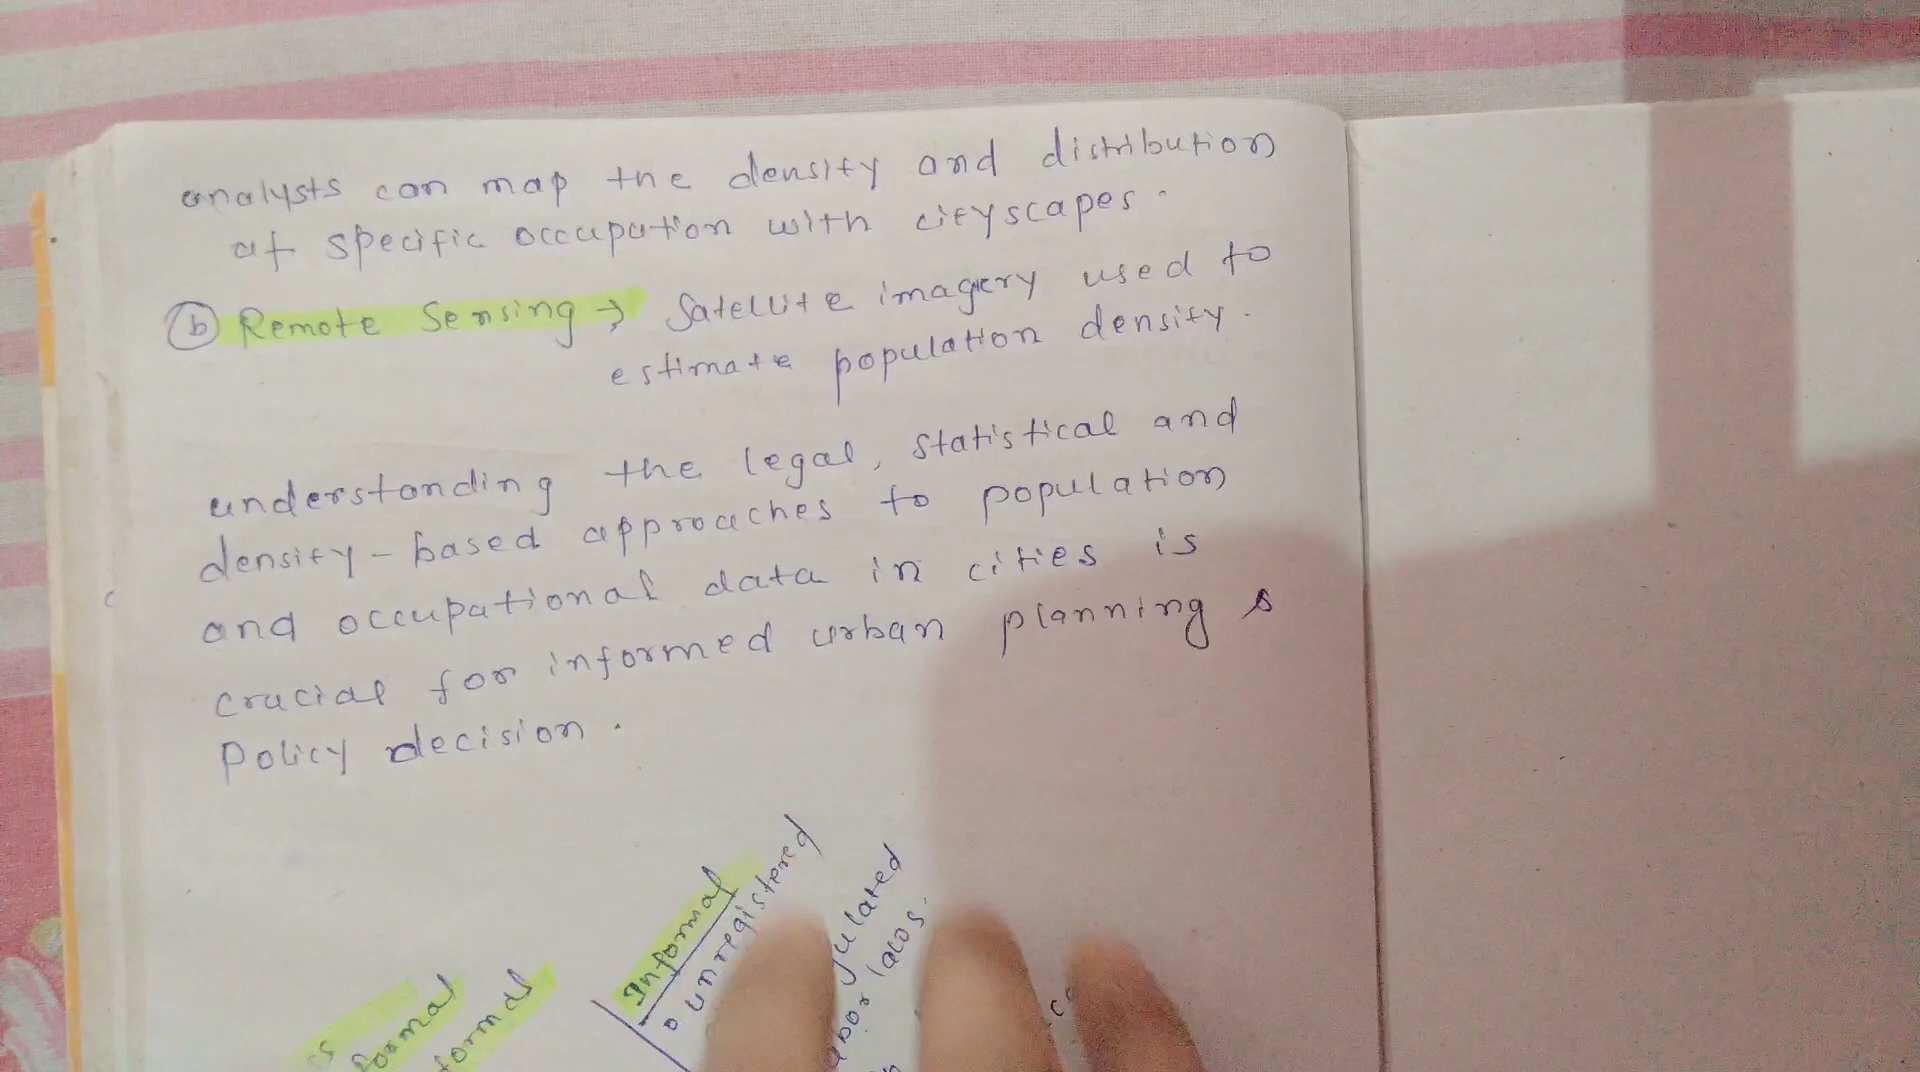 analysts can map the density and distribution
of specific occupation with cityscapes.
(b) Remote Sensing → Satellite imagery used to
estimate population density.
understanding the legal, statistical and
density-based approaches to population
and occupational data in cities is
crucial for informed urban planning &
Policy decision.
Informal
unregistered
laws.